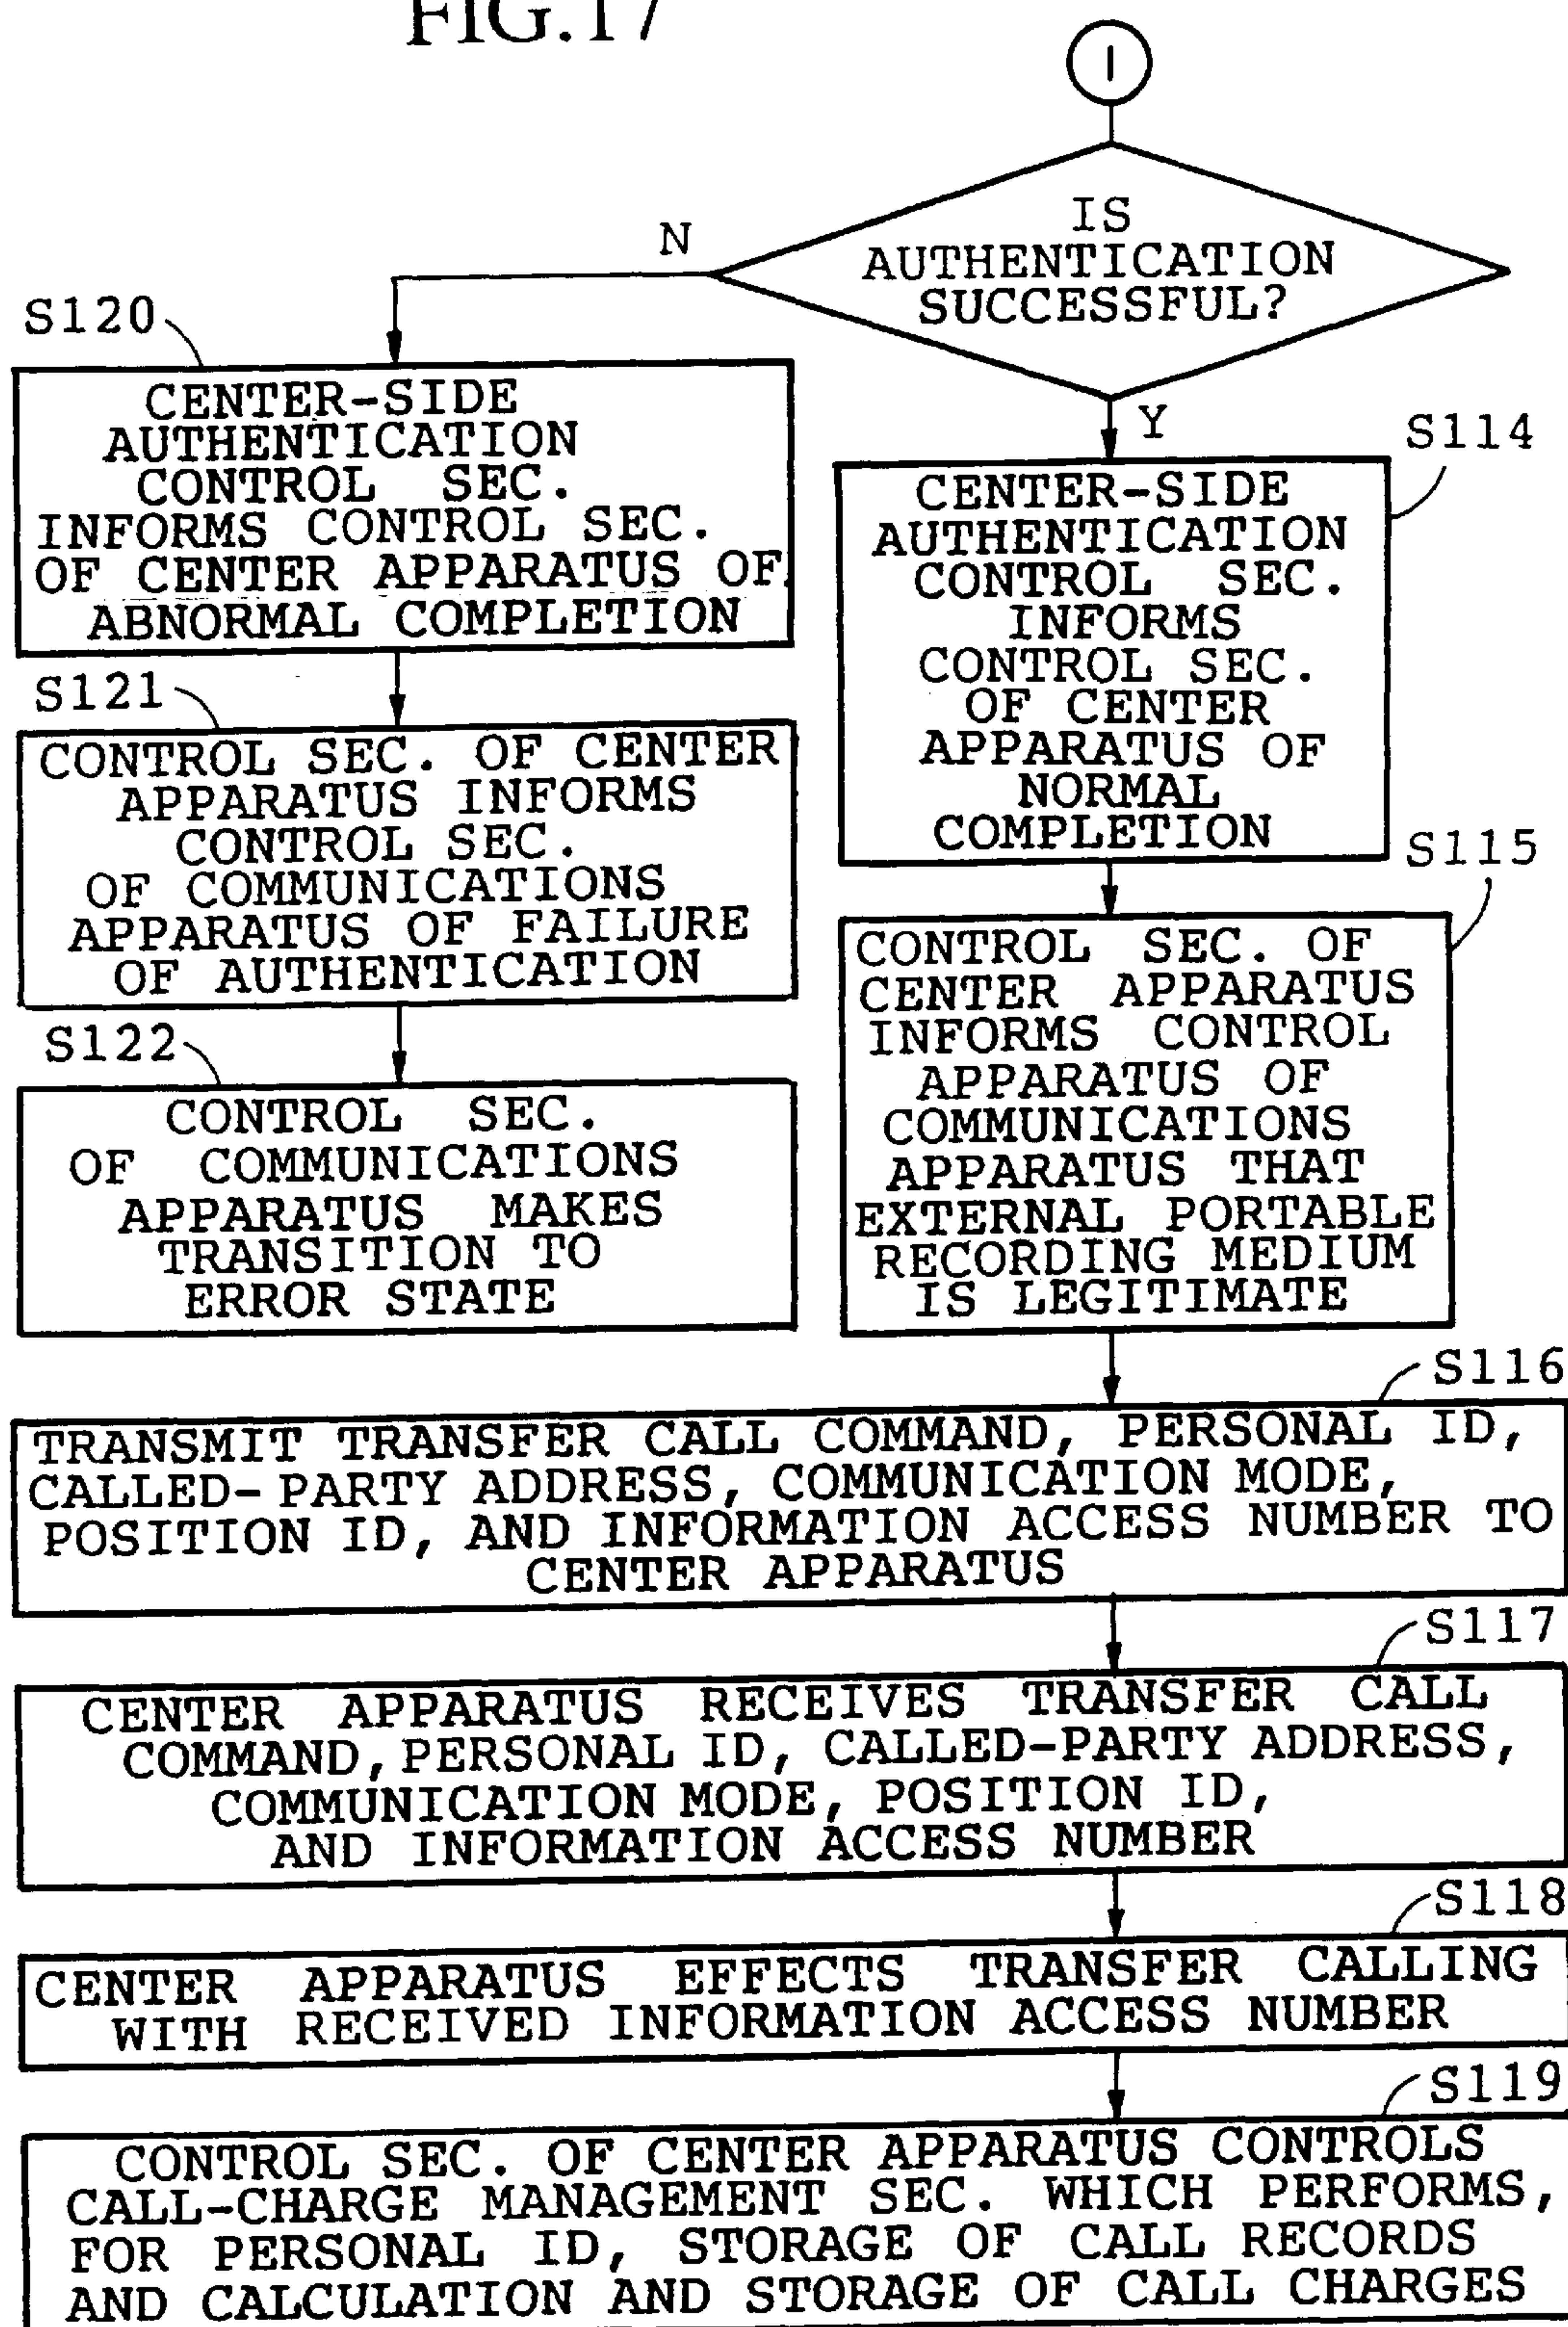 FIG.17
1
IS
AUTHENTICATION
SUCCESSFUL?
N
Y
S120
CENTER-SIDE
AUTHENTICATION
CONTROL SEC.
INFORMS CONTROL SEC.
OF CENTER APPARATUS OF
ABNORMAL COMPLETION
S121
CONTROL SEC. OF CENTER
APPARATUS INFORMS
CONTROL SEC.
OF COMMUNICATIONS
APPARATUS OF FAILURE
OF AUTHENTICATION
S122
CONTROL SEC.
OF COMMUNICATIONS
APPARATUS MAKES
TRANSITION TO
ERROR STATE
S114
CENTER-SIDE
AUTHENTICATION
CONTROL SEC.
INFORMS
CONTROL SEC.
OF CENTER
APPARATUS OF
NORMAL
COMPLETION
S115
CONTROL SEC. OF
CENTER APPARATUS
INFORMS CONTROL
APPARATUS OF
COMMUNICATIONS
APPARATUS THAT
EXTERNAL PORTABLE
RECORDING MEDIUM
IS LEGITIMATE
S116
TRANSMIT TRANSFER CALL COMMAND, PERSONAL ID,
CALLED-PARTY ADDRESS, COMMUNICATION MODE,
POSITION ID, AND INFORMATION ACCESS NUMBER TO
CENTER APPARATUS
S117
CENTER APPARATUS RECEIVES TRANSFER CALL
COMMAND, PERSONAL ID, CALLED-PARTY ADDRESS,
COMMUNICATION MODE, POSITION ID,
AND INFORMATION ACCESS NUMBER
S118
CENTER APPARATUS EFFECTS TRANSFER CALLING
WITH RECEIVED INFORMATION ACCESS NUMBER
S119
CONTROL SEC. OF CENTER APPARATUS CONTROLS
CALL-CHARGE MANAGEMENT SEC. WHICH PERFORMS,
FOR PERSONAL ID, STORAGE OF CALL RECORDS
AND CALCULATION AND STORAGE OF CALL CHARGES